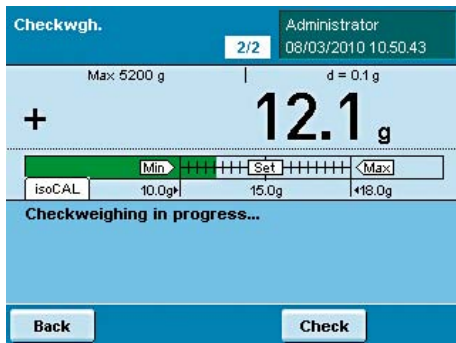 Checkwgh.
2/2
Administrator
08/03/2010 10.50.43
Max 5200 g
d = 0.1 g
+ 12.1 g
Min Set Max
isoCAL 10.0g 15.0g 18.0g
Checkweighing in progress...
Back Check